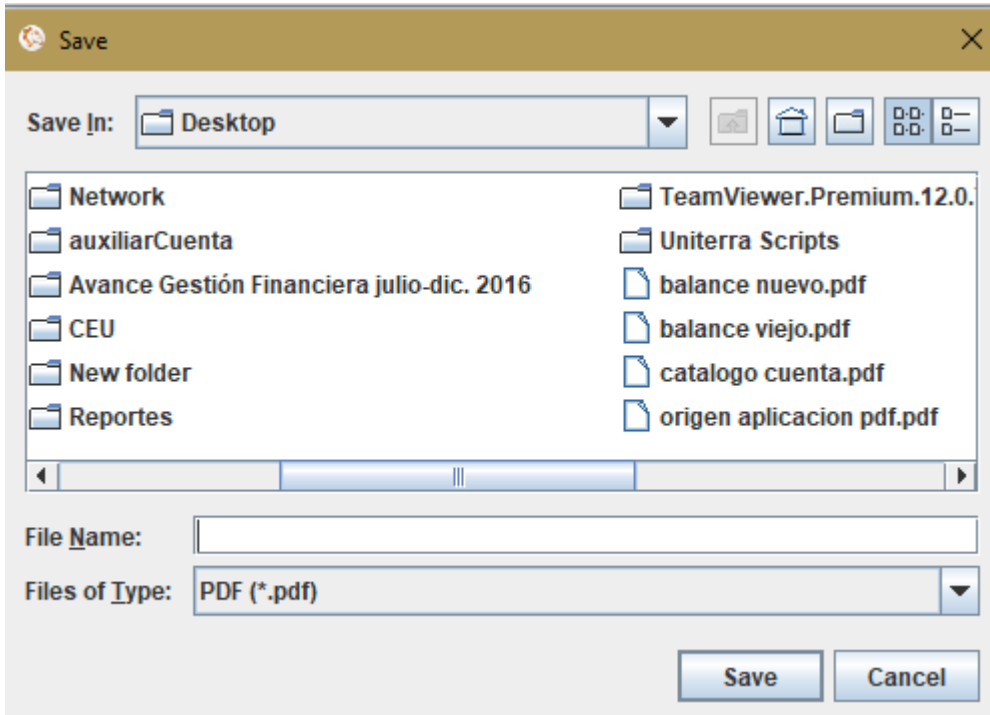 Save
Save In: Desktop
Network
auxiliarCuenta
Avance Gestión Financiera julio-dic. 2016
CEU
New folder
Reportes
TeamViewer.Premium.12.0.
Uniterra Scripts
balance nuevo.pdf
balance viejo.pdf
catalogo cuenta.pdf
origen aplicacion pdf.pdf
File Name:
Files of Type: PDF (*.pdf)
Save Cancel